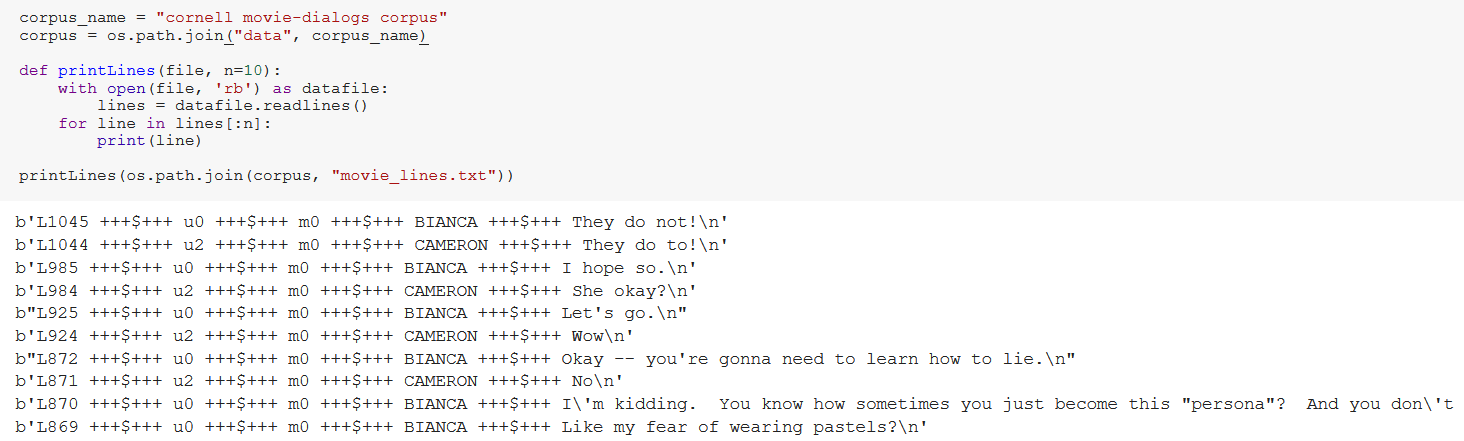 corpus_name = "cornell movie-dialogs corpus"
corpus = os.path.join("data", corpus_name)
def printLines(file, n=10):
    with open(file, 'rb') as datafile:
        lines = datafile.readlines()
    for line in lines[:n]:
        print(line)
printLines(os.path.join(corpus, "movie_lines.txt"))
b'L1045 +++$+++ u0 +++$+++ m0 +++$+++ BIANCA +++$+++ They do not!\n'
b'L1044 +++$+++ u2 +++$+++ m0 +++$+++ CAMERON +++$+++ They do to!\n'
b'L985 +++$+++ u0 +++$+++ m0 +++$+++ BIANCA +++$+++ I hope so.\n'
b'L984 +++$+++ u2 +++$+++ m0 +++$+++ CAMERON +++$+++ She okay?\n'
b"L925 +++$+++ u0 +++$+++ m0 +++$+++ BIANCA +++$+++ Let's go.\n"
b'L924 +++$+++ u2 +++$+++ m0 +++$+++ CAMERON +++$+++ Wow\n'
b"L872 +++$+++ u0 +++$+++ m0 +++$+++ BIANCA +++$+++ Okay -- you're gonna need to learn how to lie.\n"
b'L871 +++$+++ u2 +++$+++ m0 +++$+++ CAMERON +++$+++ No\n'
b'L870 +++$+++ u0 +++$+++ m0 +++$+++ BIANCA +++$+++ I\'m kidding.  You know how sometimes you just become this "persona"?  And you don\'t
b'L869 +++$+++ u0 +++$+++ m0 +++$+++ BIANCA +++$+++ Like my fear of wearing pastels?\n'